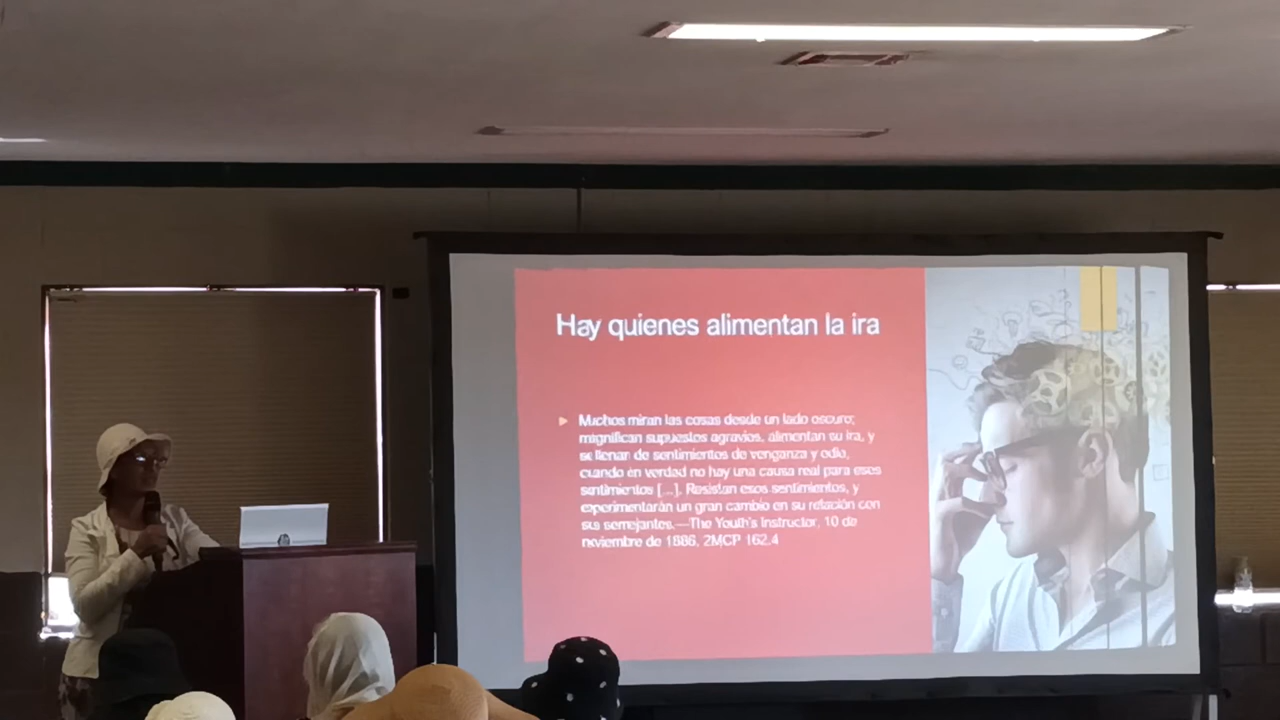 Hay quienes alimentan la ira
Muchos miran las cosas desde un lado oscuro;
magnifican supuestos agravios, alimentan su ira, y
se llenan de sentimientos de venganza y odio,
cuando en verdad no hay una causa real para esos
sentimientos [...]. Resistan esos sentimientos, y
experimentarán un gran cambio en su relación con
sus semejantes.—The Youth's Instructor, 10 de
noviembre de 1886. 2MCP 162.4